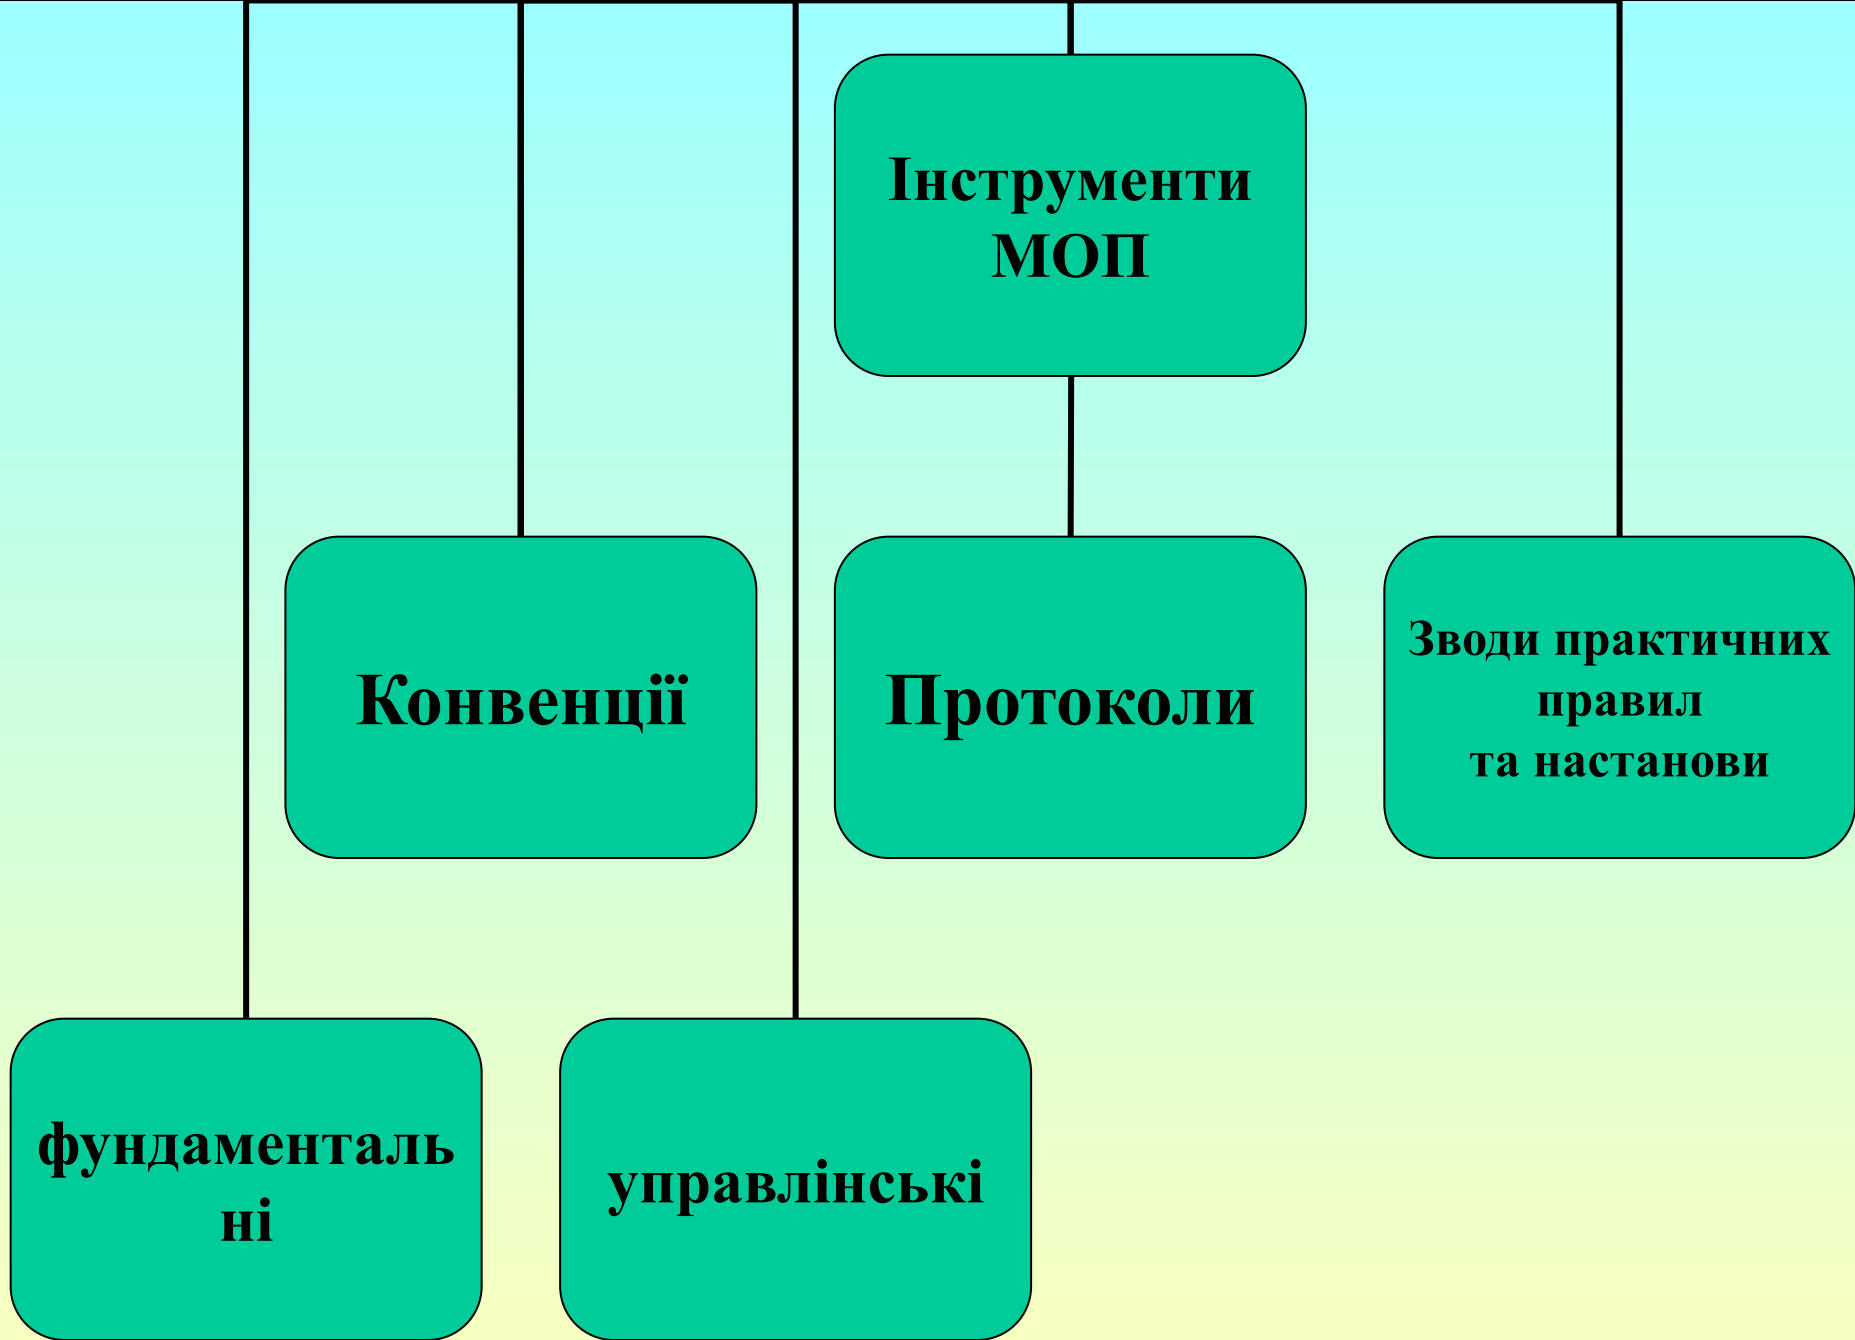 Інструменти
МОП
Конвенції
Протоколи
Зводи практичних
правил
та настанови
фундаменталь
ні
управлінські